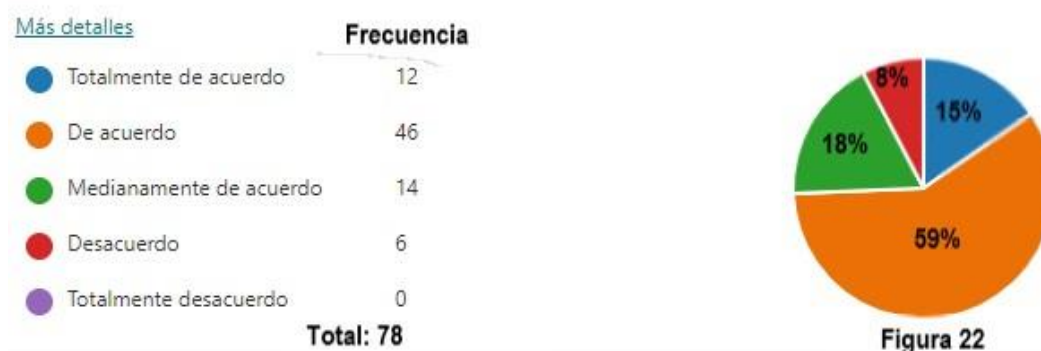 Más detalles
Frecuencia
Totalmente de acuerdo 12
De acuerdo 46
Medianamente de acuerdo 14
Desacuerdo 6
Totalmente desacuerdo 0
Total: 78
8%
15%
18%
59%
Figura 22